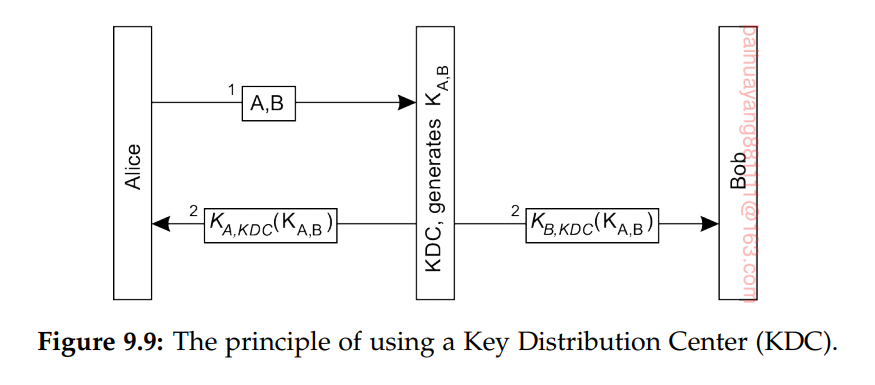 Alice
1
A,B
KDC, generates K_A,B
Bob
2
K_A,KDC(K_A,B)
2
K_B,KDC(K_A,B)
Figure 9.9: The principle of using a Key Distribution Center (KDC).